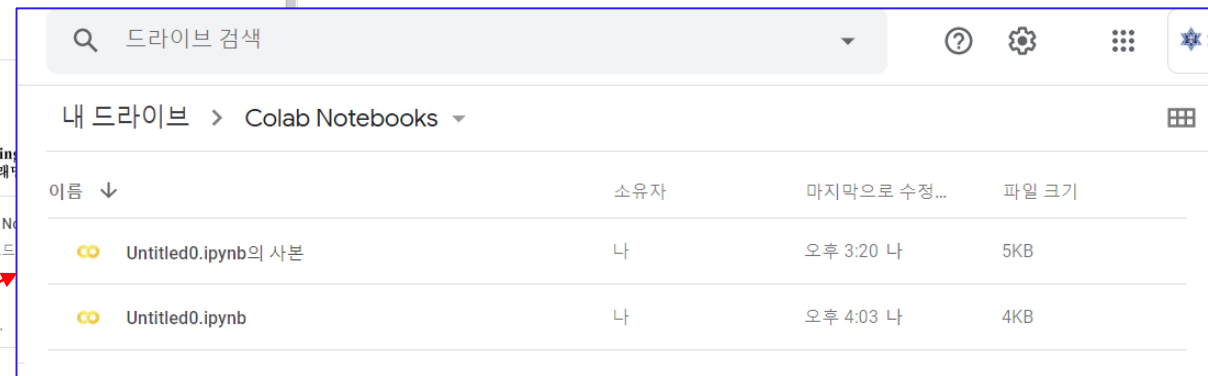 드라이브 검색
내 드라이브 > Colab Notebooks
이름 소유자 마지막으로 수정... 파일 크기
Untitled0.ipynb의 사본 나 오후 3:20 나 5KB
Untitled0.ipynb 나 오후 4:03 나 4KB